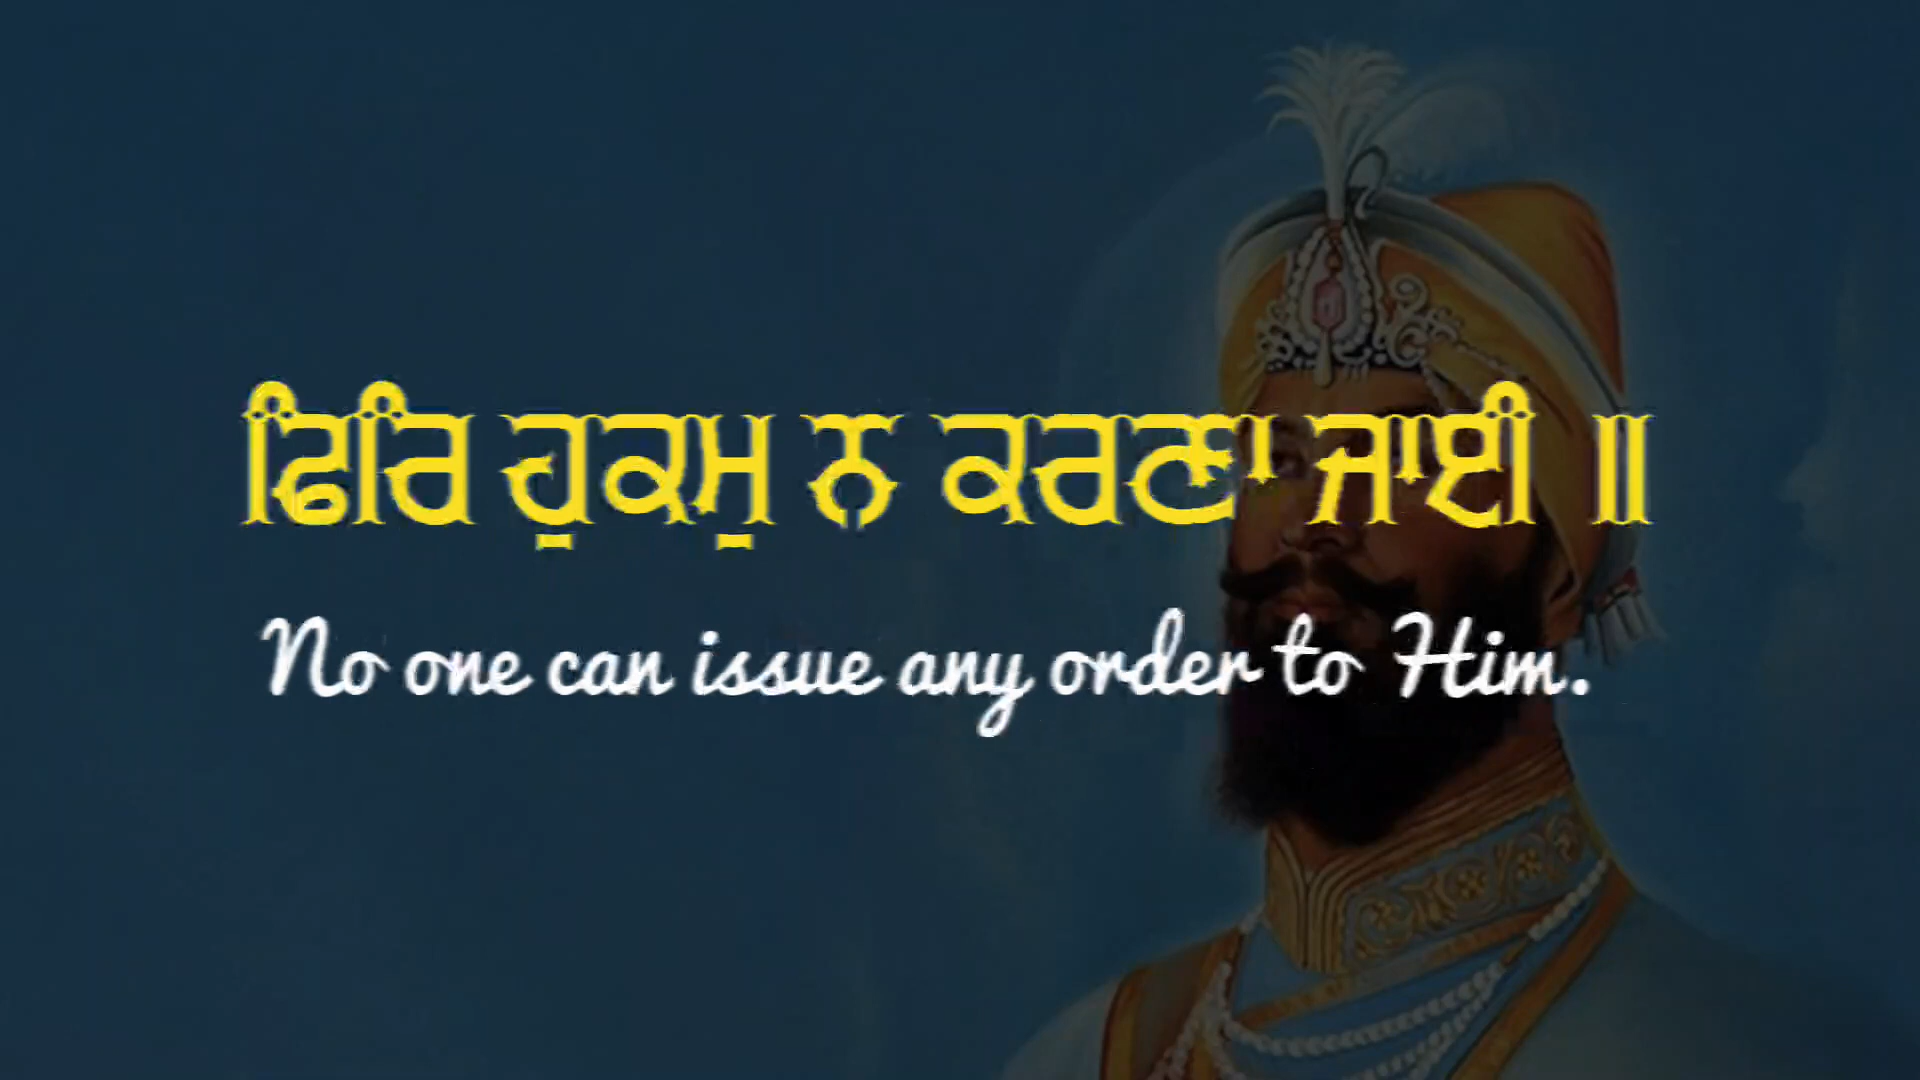 ਫਿਰਿ ਹੁਕਮੁ ਨ ਕਰਣਾ ਜਾਈ ॥
No one can issue any order to Him.